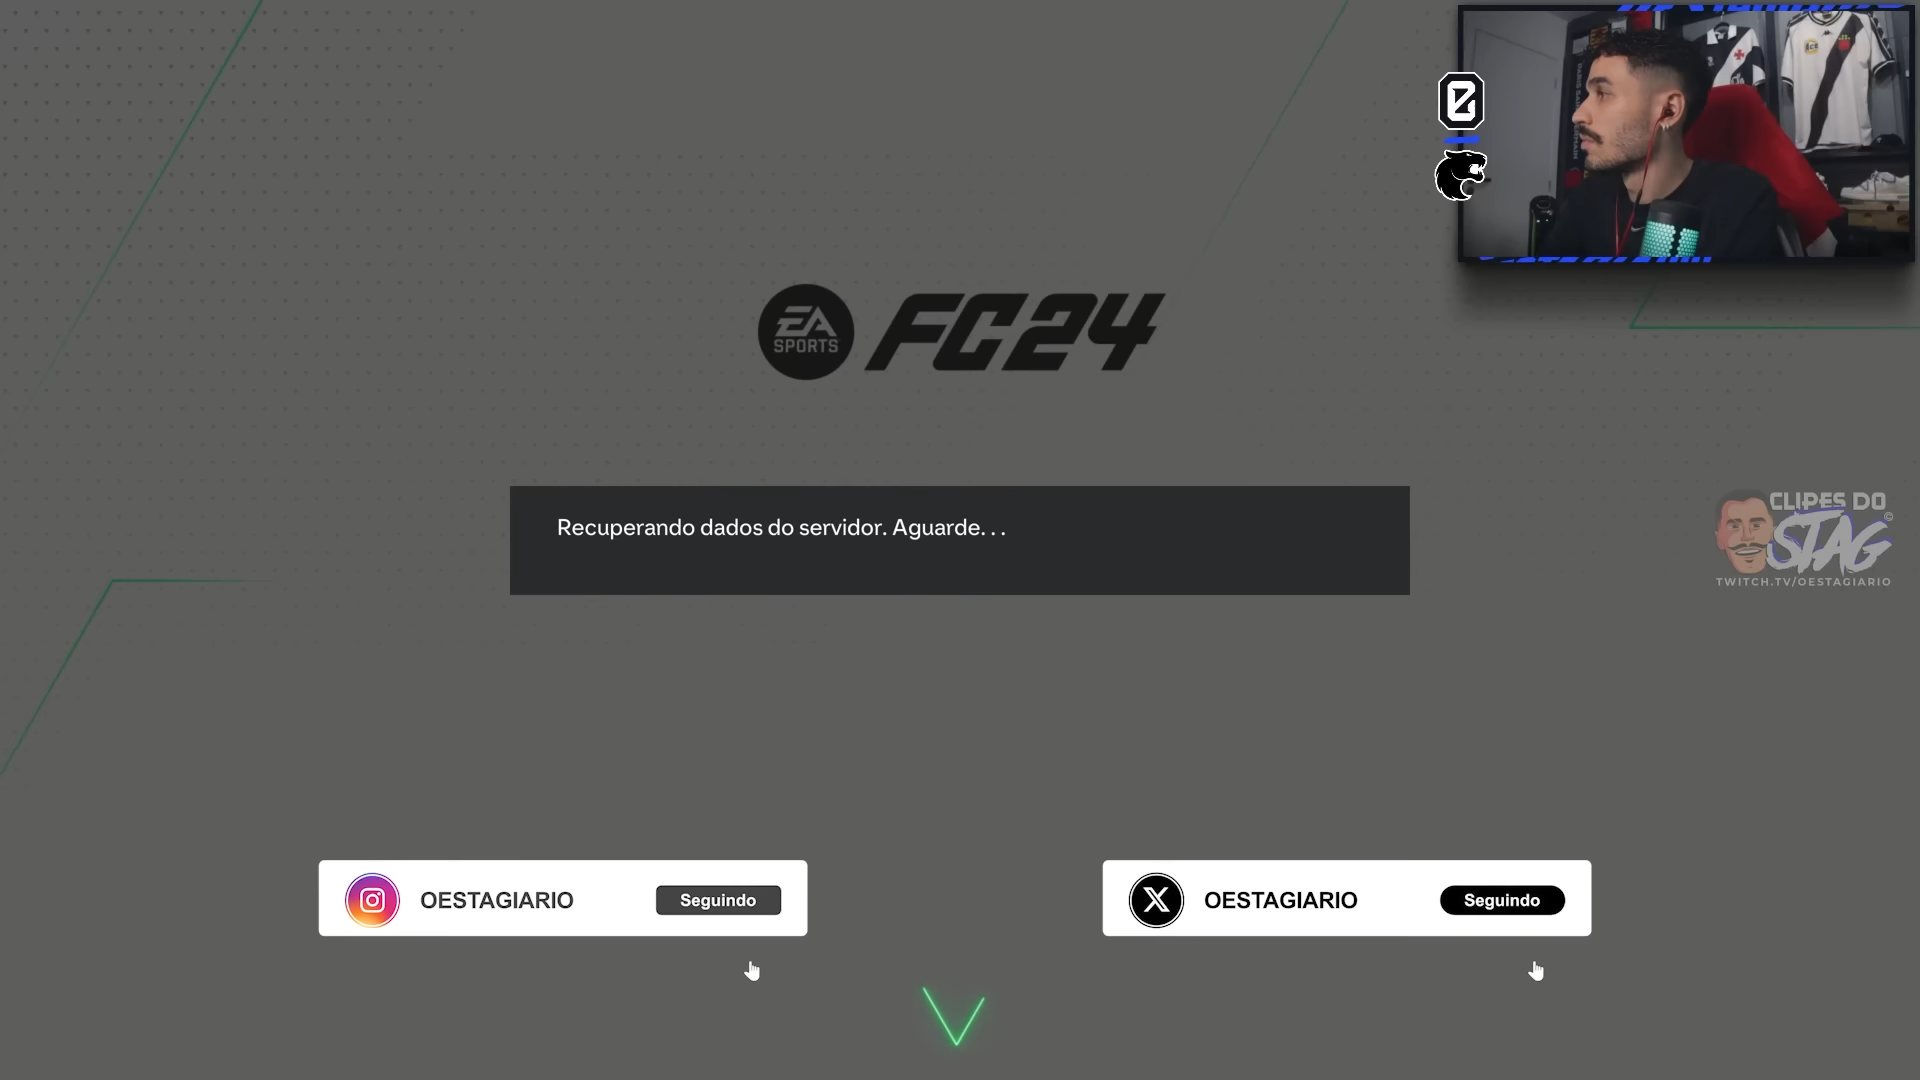 EA
SPORTS
FC24
Recuperando dados do servidor. Aguarde. . .
CLIPES DO
STAG
©
TWITCH.TV/OESTAGIARIO
OESTAGIARIO
Seguindo
OESTAGIARIO
Seguindo